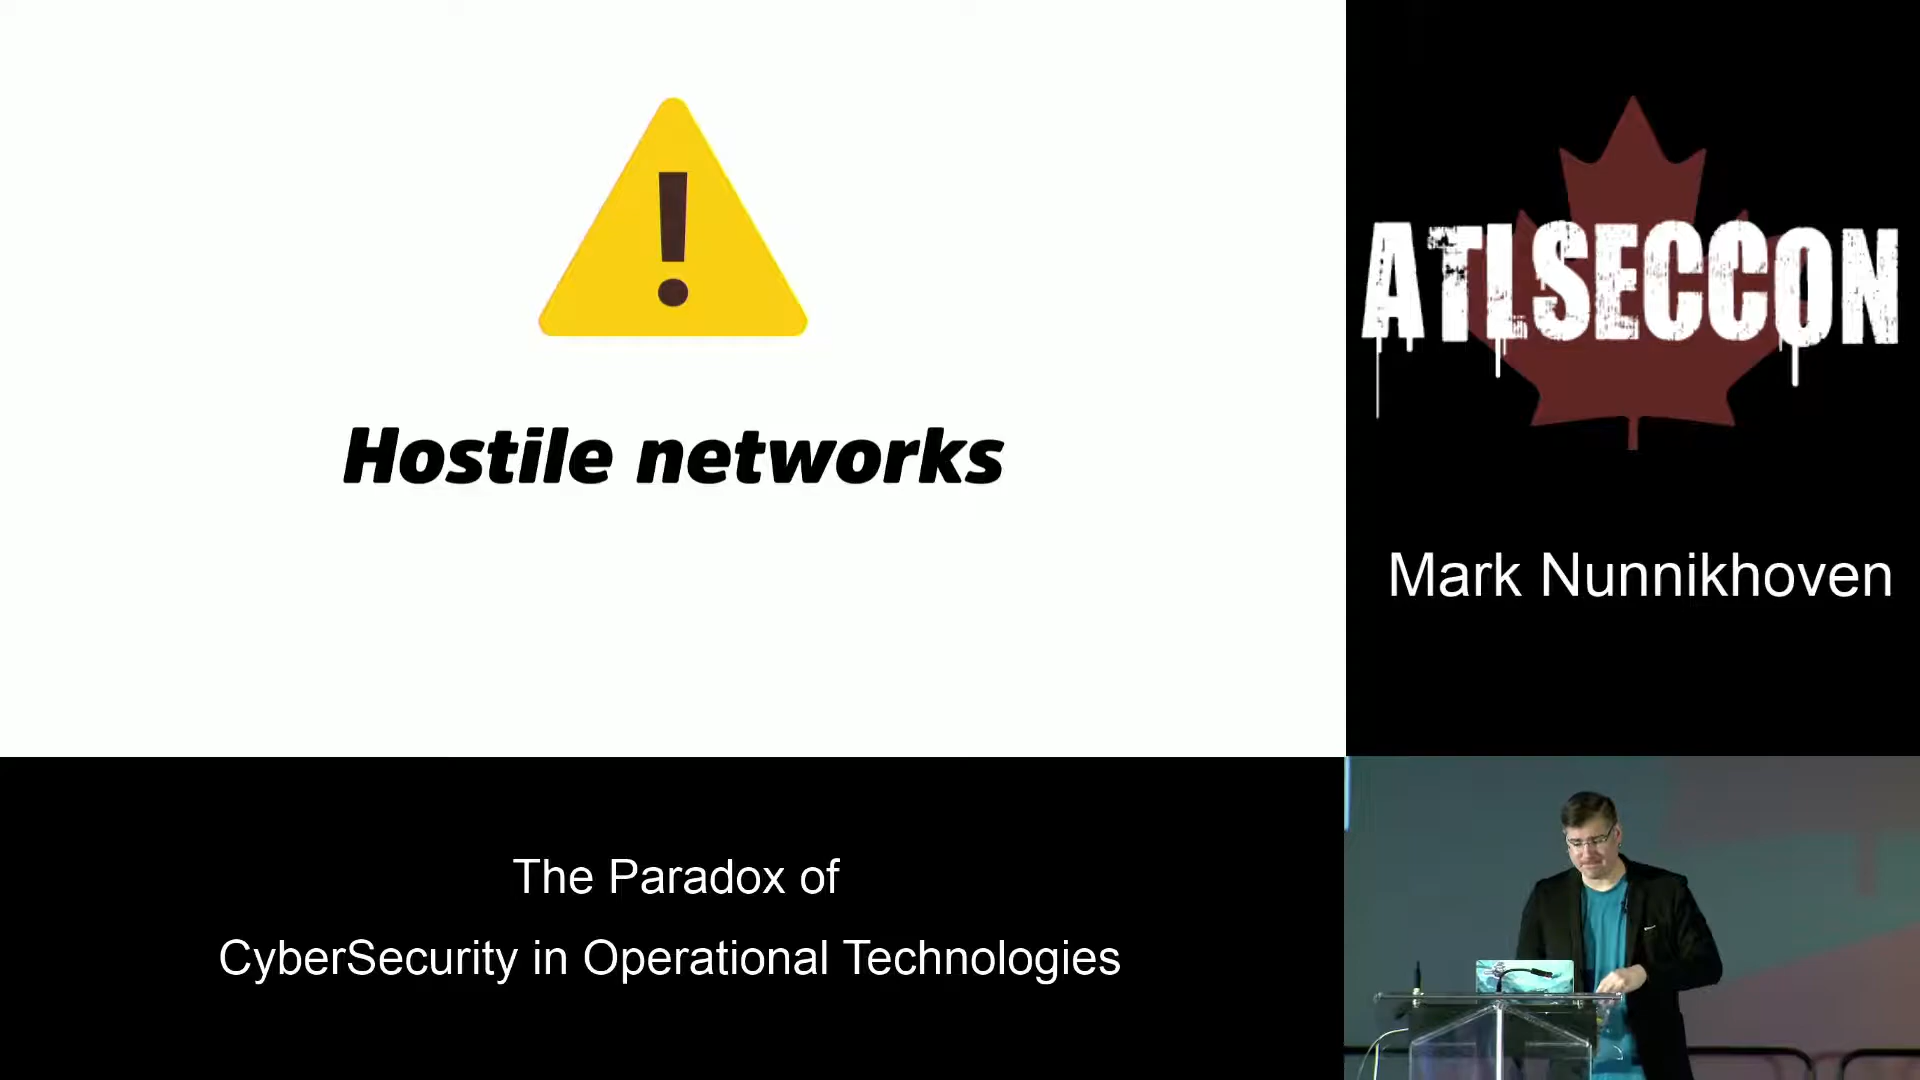 Hostile networks
ATLSECCON
Mark Nunnikhoven
The Paradox of
CyberSecurity in Operational Technologies